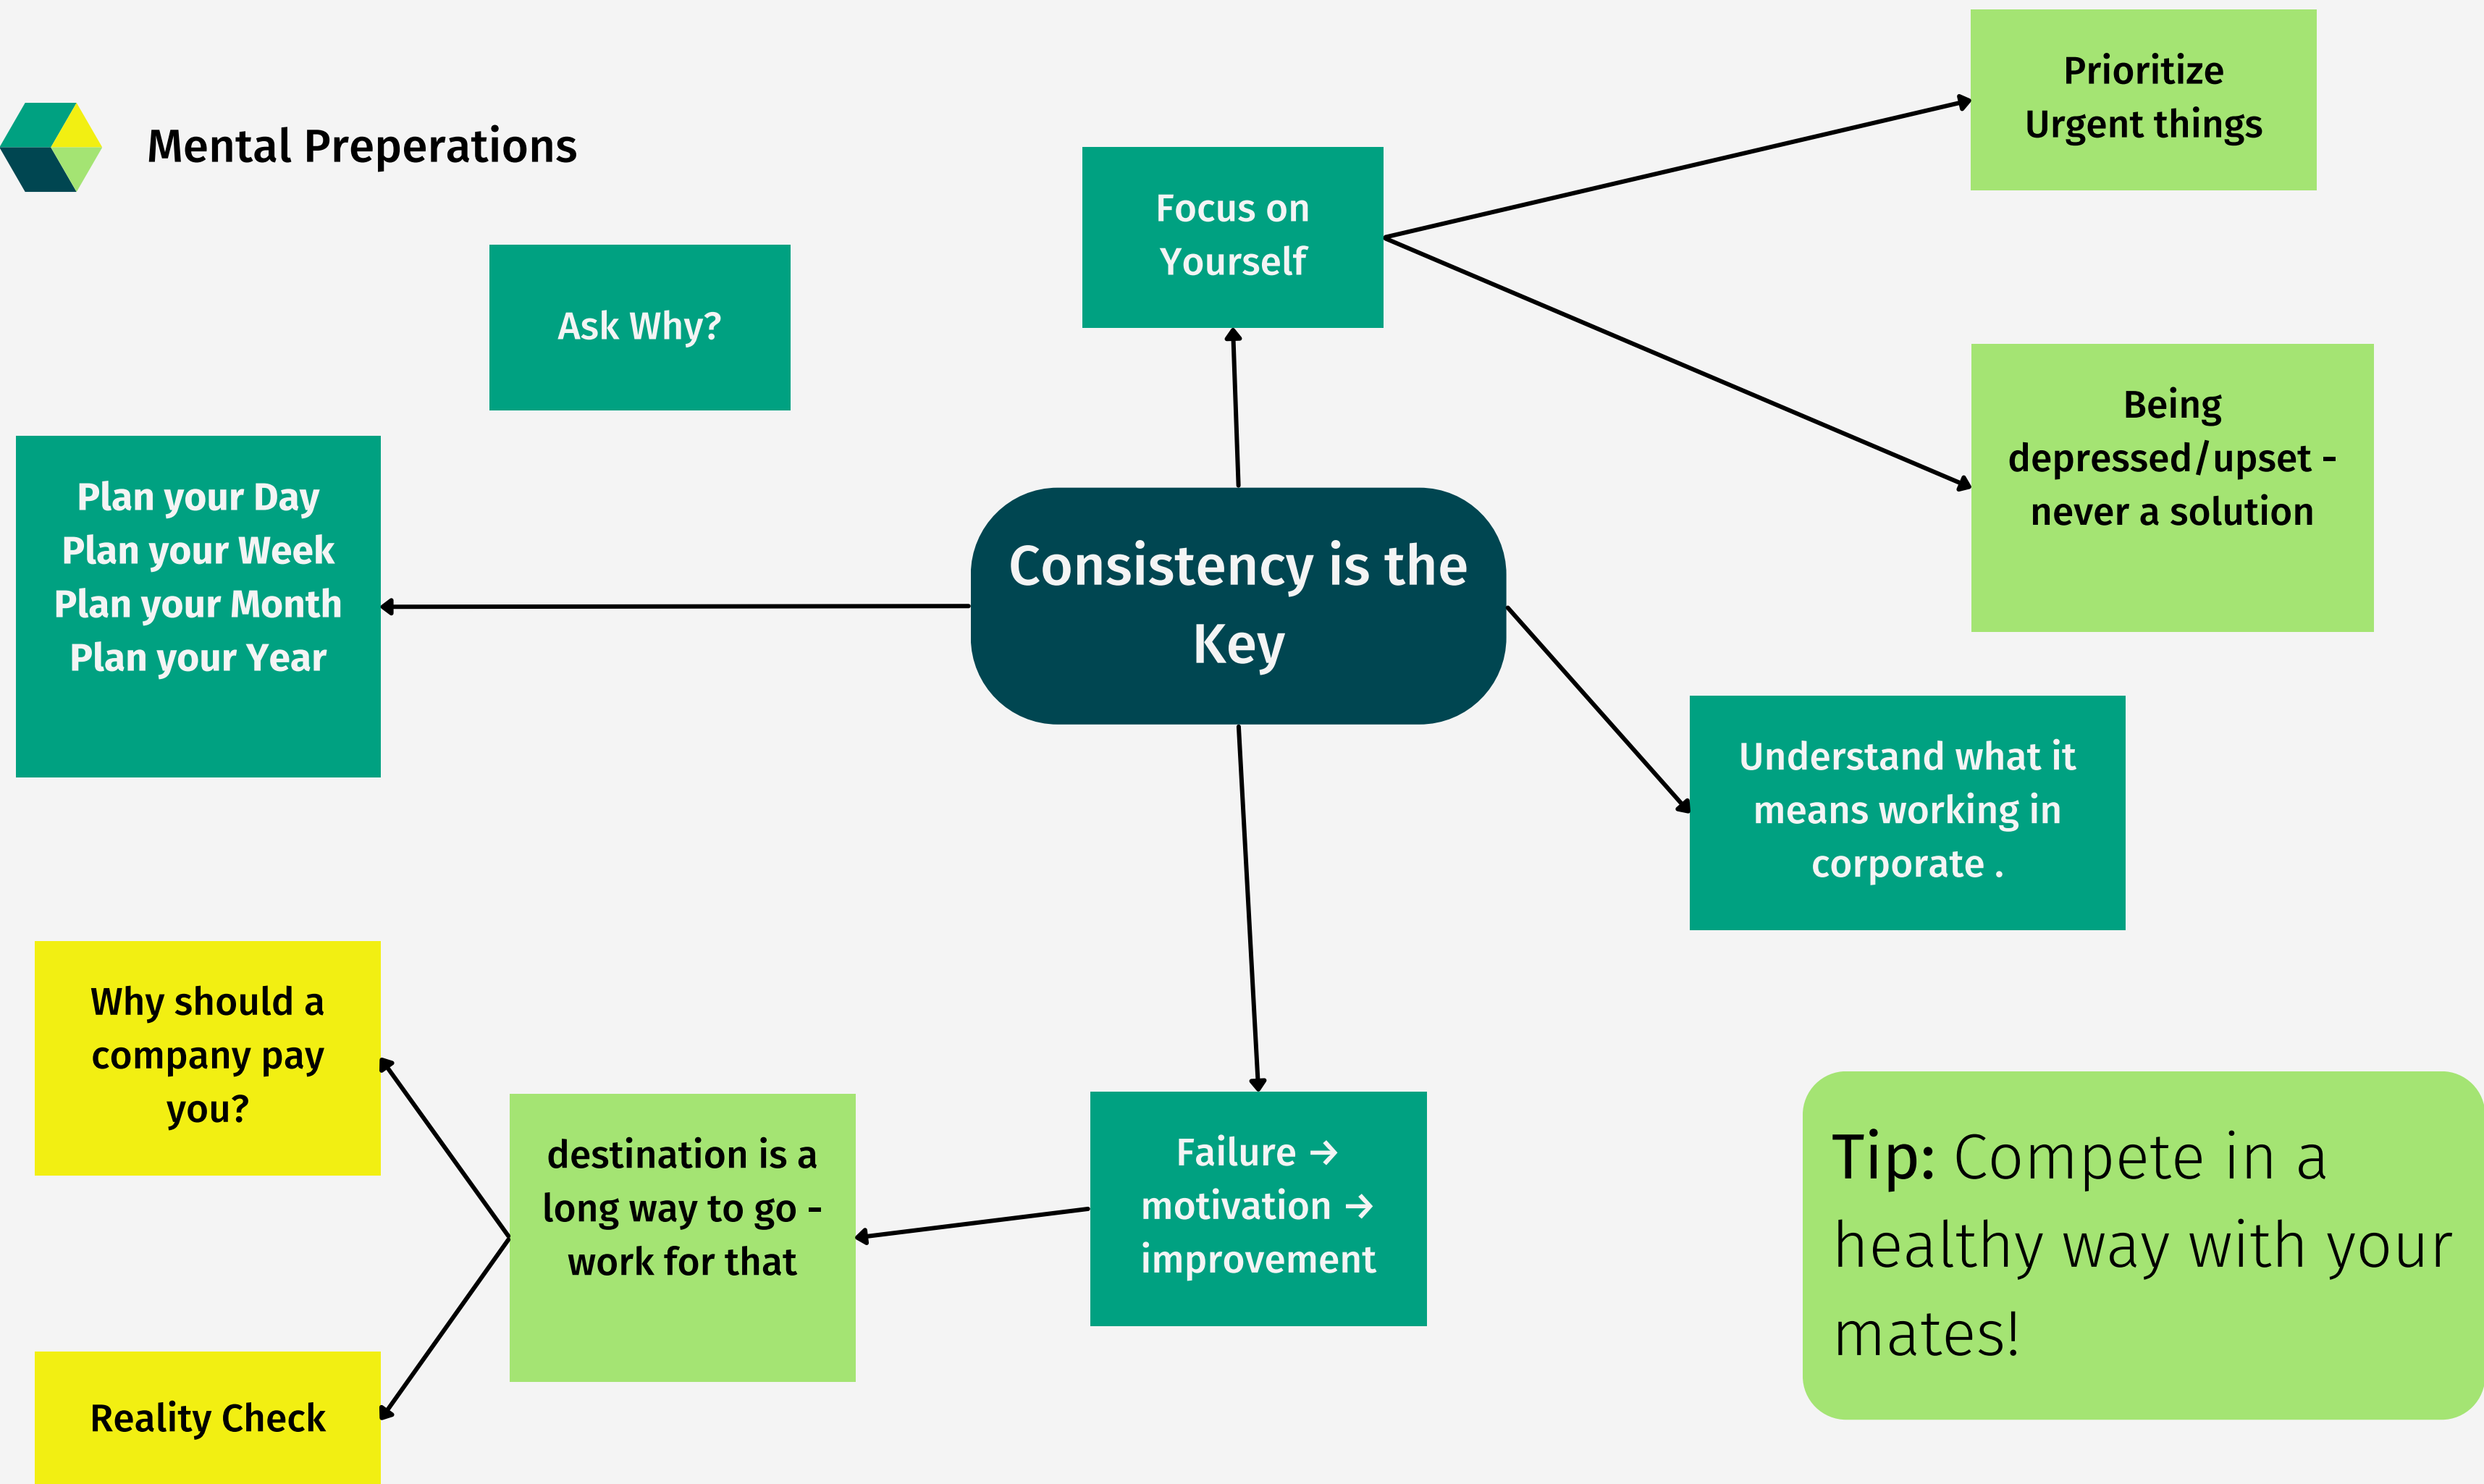 Mental Preperations
Prioritize
Urgent things
Focus on
Yourself
Ask Why?
Being
depressed/upset -
never a solution
Plan your Day
Plan your Week
Plan your Month
Plan your Year
Consistency is the
Key
Understand what it
means working in
corporate .
Why should a
company pay
you?
destination is a
long way to go -
work for that
Failure →
motivation →
improvement
Tip: Compete in a
healthy way with your
mates!
Reality Check